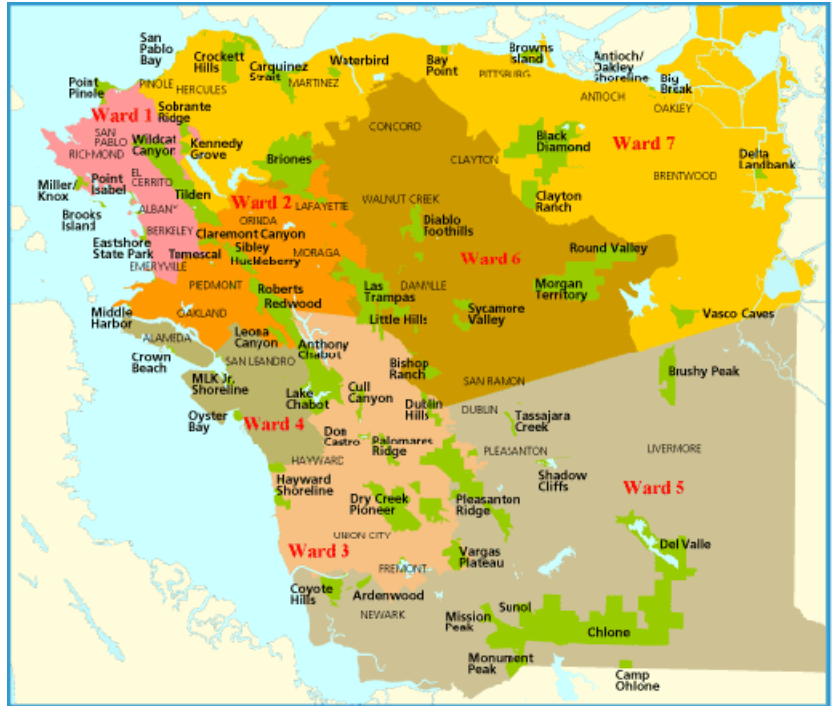 San
Pablo
Bay
Crockett
Hills
Carquinez
Strait
Waterbird
Bay
Point
Browns
Island
Antioch/
Oakley
Shoreline
Big
Break
Point
Pinole
PINOLE
HERCULES
MARTINEZ
PITTSBURG
ANTIOCH
OAKLEY
Ward 1
Sobrante
Ridge
SAN
PABLO
RICHMOND
Wildcat
Canyon
Kennedy
Grove
Briones
CONCORD
CLAYTON
Black
Diamond
Ward 7
Delta
Landbank
BRENTWOOD
Miller/
Knox
Point
Isabel
EL
CERRITO
Tilden
Ward 2
LAFAYETTE
WALNUT CREEK
Clayton
Ranch
Brooks
Island
ALBANY
BERKELEY
ORINDA
Claremont Canyon
Diablo
Foothills
Eastshore
State Park
Temescal
Sibley
Huckleberry
MORAGA
Ward 6
Round Valley
EMERYVILLE
PIEDMONT
Roberts
Redwood
Las
Trampas
DANVILLE
Morgan
Territory
Middle
Harbor
OAKLAND
Little Hills
Sycamore
Valley
Vasco Caves
ALAMEDA
Leona
Canyon
Anthony
Chabot
Crown
Beach
SAN LEANDRO
Bishop
Ranch
SAN RAMON
Brushy Peak
MLK Jr.
Shoreline
Lake
Chabot
Cull
Canyon
Dublin
Hills
DUBLIN
Tassajara
Creek
Oyster
Bay
Ward 4
Don
Castro
Palomares
Ridge
PLEASANTON
LIVERMORE
HAYWARD
Hayward
Shoreline
Dry Creek
Pioneer
Pleasanton
Ridge
Shadow
Cliffs
Ward 5
UNION CITY
Ward 3
FREMONT
Vargas
Plateau
Del Valle
Coyote
Hills
Ardenwood
NEWARK
Mission
Peak
Sunol
Chlone
Monument
Peak
Camp
Ohlone